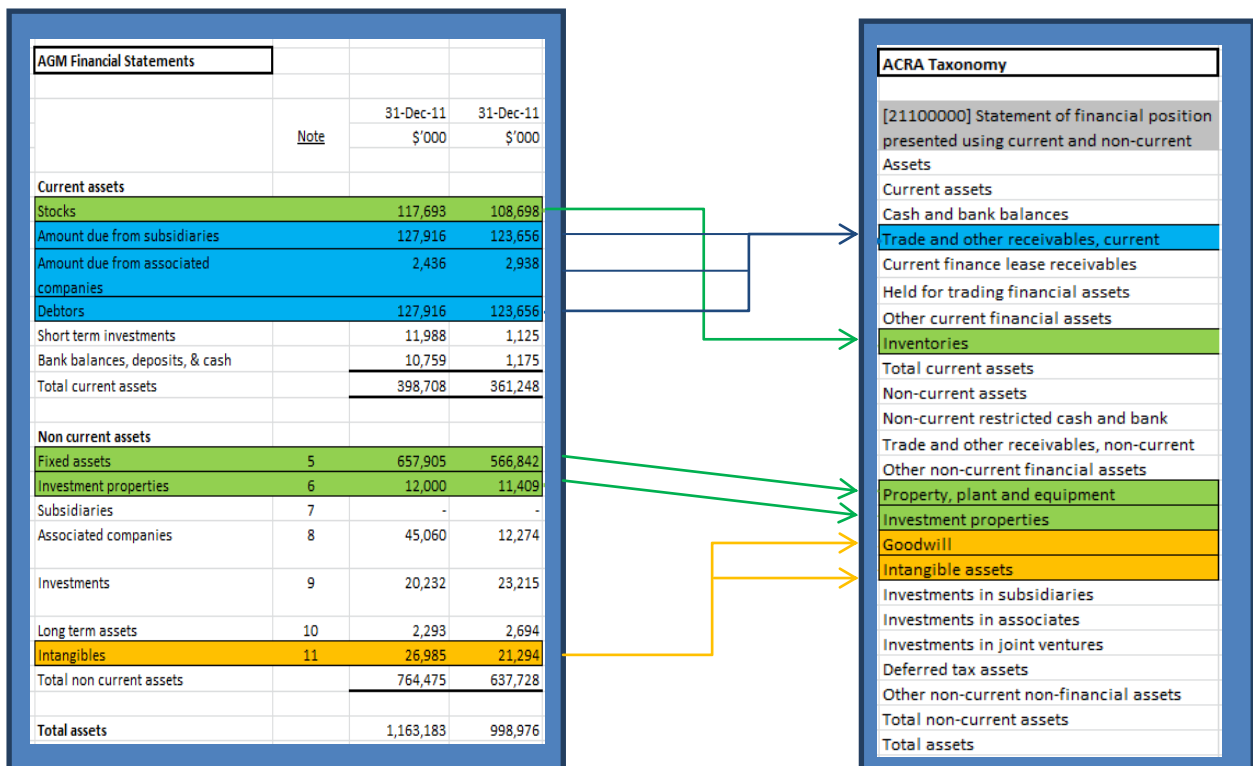 AGM Financial Statements
31-Dec-11 31-Dec-11
Note $'000 $'000
Current assets
Stocks 117,693 108,698
Amount due from subsidiaries 127,916 123,656
Amount due from associated 2,436 2,938
companies
Debtors 127,916 123,656
Short term investments 11,988 1,125
Bank balances, deposits, & cash 10,759 1,175
Total current assets 398,708 361,248
Non current assets
Fixed assets 5 657,905 566,842
Investment properties 6 12,000 11,409
Subsidiaries 7 - -
Associated companies 8 45,060 12,274
Investments 9 20,232 23,215
Long term assets 10 2,293 2,694
Intangibles 11 26,985 21,294
Total non current assets 764,475 637,728
Total assets 1,163,183 998,976
ACRA Taxonomy
[21100000] Statement of financial position
presented using current and non-current
Assets
Current assets
Cash and bank balances
Trade and other receivables, current
Current finance lease receivables
Held for trading financial assets
Other current financial assets
Inventories
Total current assets
Non-current assets
Non-current restricted cash and bank
Trade and other receivables, non-current
Other non-current financial assets
Property, plant and equipment
Investment properties
Goodwill
Intangible assets
Investments in subsidiaries
Investments in associates
Investments in joint ventures
Deferred tax assets
Other non-current non-financial assets
Total non-current assets
Total assets